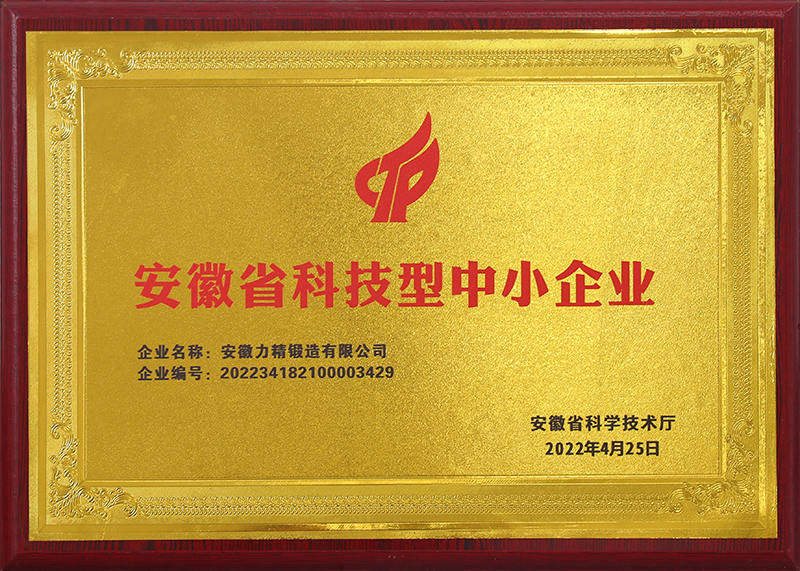 安徽省科技型中小企业
企业名称：安徽力精锻造有限公司
企业编号：202234182100003429
安徽省科学技术厅
2022年4月25日